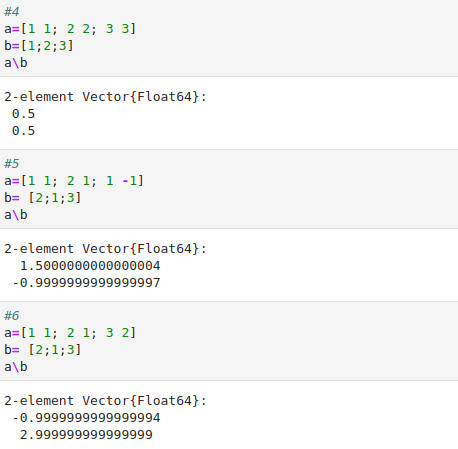 #4
a=[1 1; 2 2; 3 3]
b=[1;2;3]
a\b
2-element Vector{Float64}:
 0.5
 0.5
#5
a=[1 1; 2 1; 1 -1]
b= [2;1;3]
a\b
2-element Vector{Float64}:
  1.5000000000000004
 -0.9999999999999997
#6
a=[1 1; 2 1; 3 2]
b= [2;1;3]
a\b
2-element Vector{Float64}:
 -0.9999999999999994
  2.999999999999999